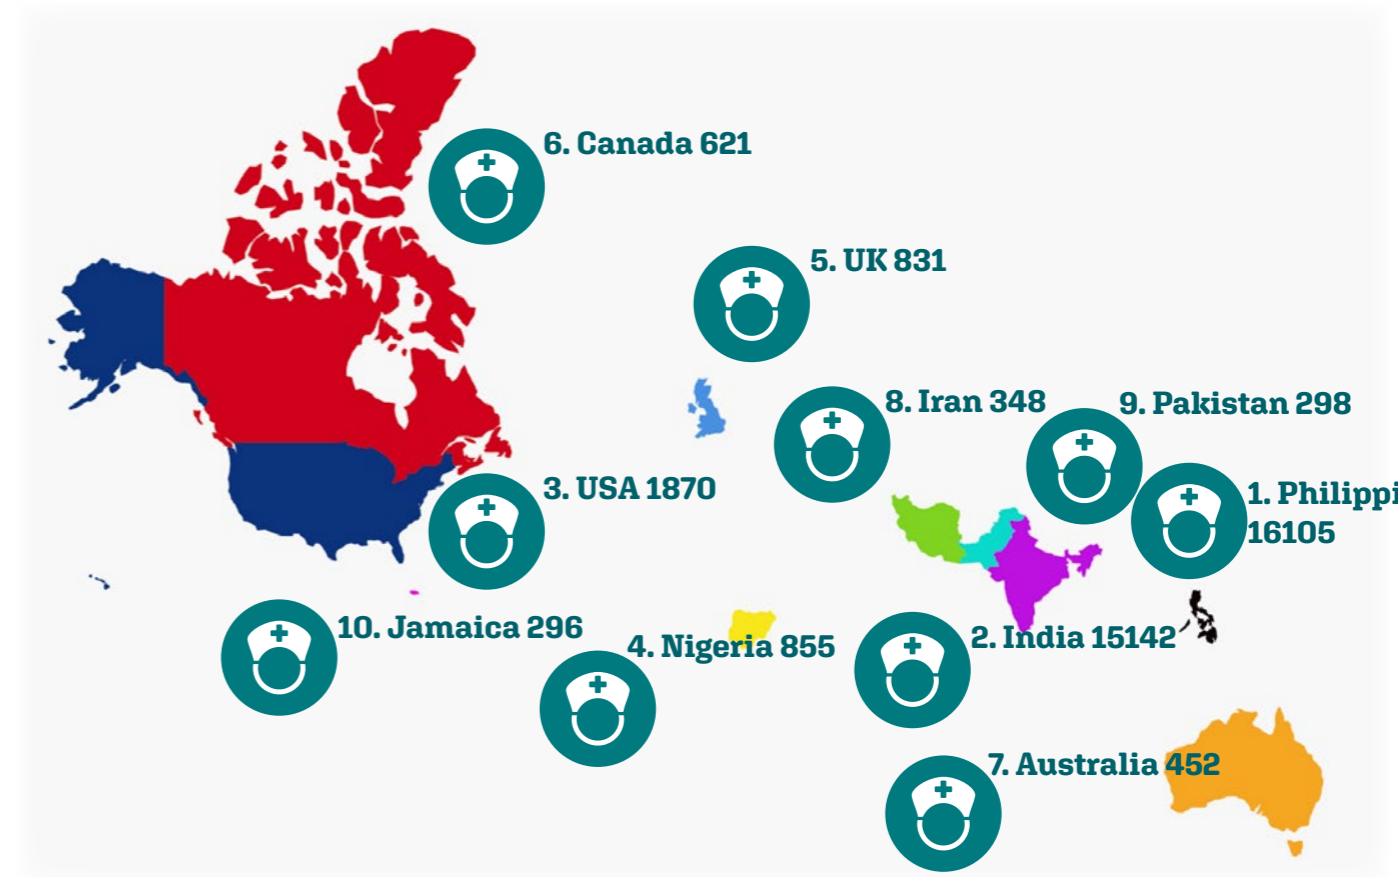 6. Canada 621
5. UK 831
8. Iran 348
9. Pakistan 298
3. USA 1870
1. Philippi
16105
10. Jamaica 296
4. Nigeria 855
2. India 15142
7. Australia 452